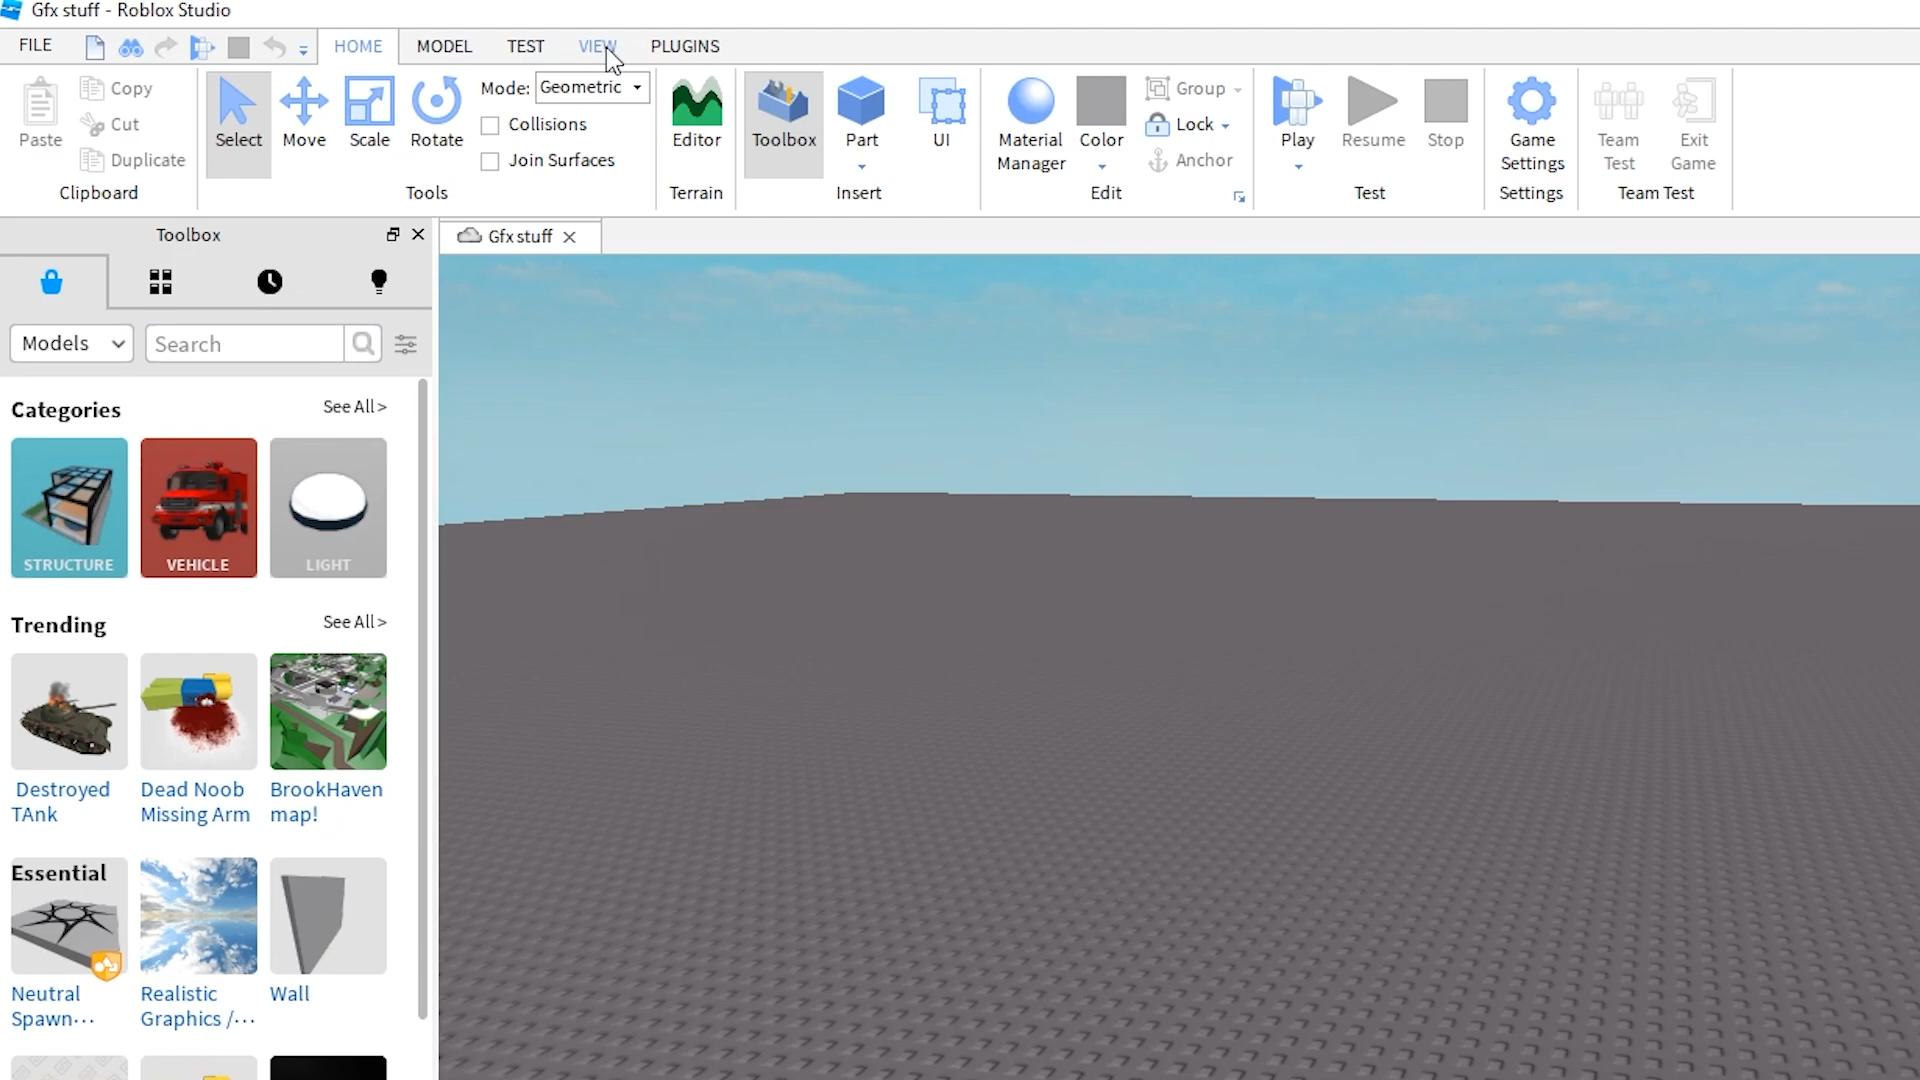 Gfx stuff - Roblox Studio
FILE HOME MODEL TEST VIEW PLUGINS
Paste
Copy
Cut
Duplicate
Clipboard
Select Move Scale Rotate
Mode: Geometric
Collisions
Join Surfaces
Tools
Editor
Terrain
Toolbox Part UI
Insert
Material
Manager
Color
Group
Lock
Anchor
Edit
Play Resume Stop
Test
Game
Settings
Settings
Team
Test
Exit
Game
Team Test
Toolbox
Gfx stuff
Models
Search
Categories See All >
STRUCTURE VEHICLE LIGHT
Trending See All >
Destroyed
TAnk
Dead Noob
Missing Arm
BrookHaven
map!
Essential
Neutral
Spawn···
Realistic
Graphics /···
Wall